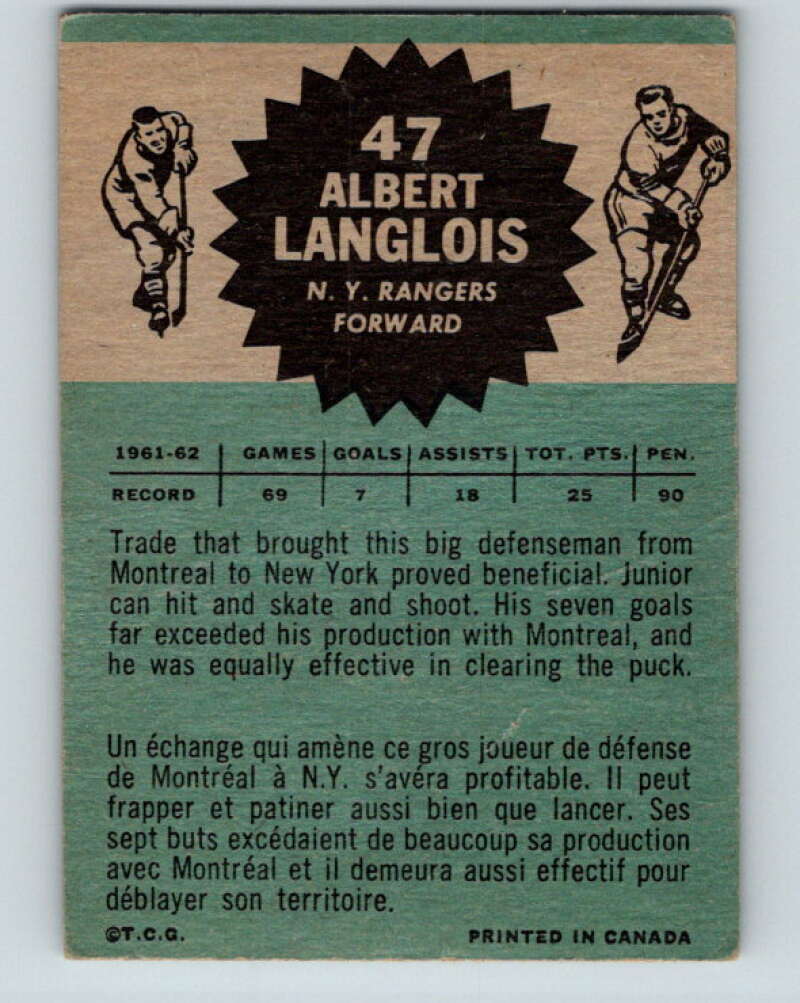 47
ALBERT
LANGLOIS
N. Y. RANGERS
FORWARD
1961-62 GAMES GOALS ASSISTS TOT. PTS. PEN.
RECORD 69 7 18 25 90
Trade that brought this big defenseman from
Montreal to New York proved beneficial. Junior
can hit and skate and shoot. His seven goals
far exceeded his production with Montreal, and
he was equally effective in clearing the puck.
Un échange qui amène ce gros joueur de défense
de Montréal à N.Y. s'avéra profitable. Il peut
frapper et patiner aussi bien que lancer. Ses
sept buts excédaient de beaucoup sa production
avec Montréal et il demeura aussi effectif pour
déblayer son territoire.
©T.C.G. PRINTED IN CANADA